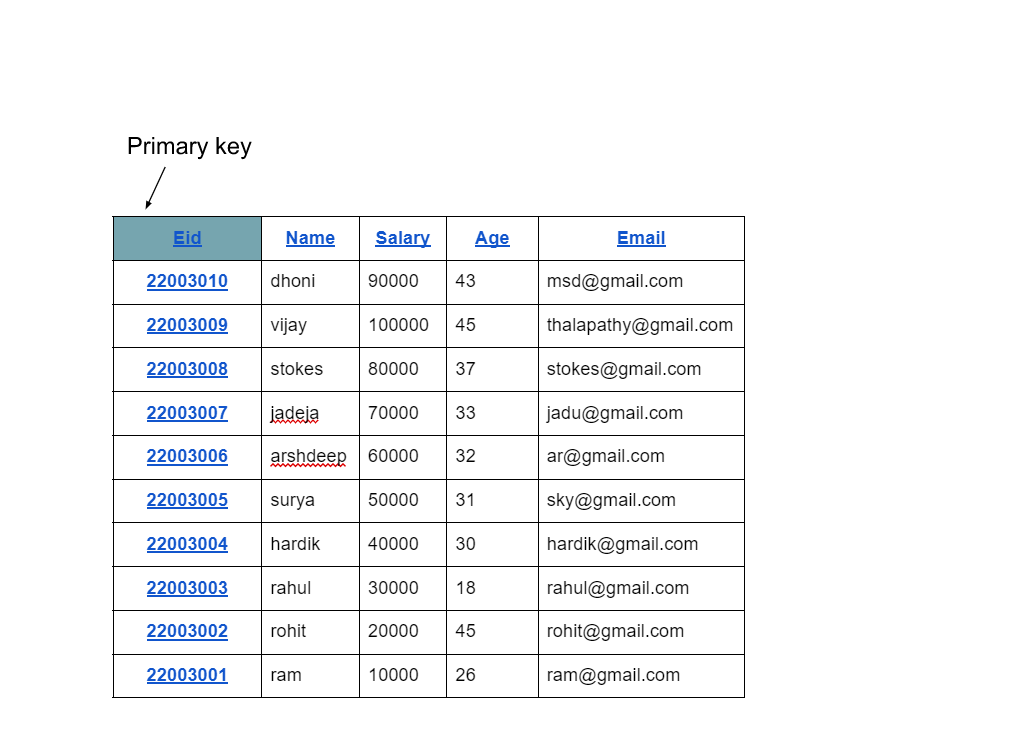 Primary key
Eid Name Salary Age Email
22003010 dhoni 90000 43 msd@gmail.com
22003009 vijay 100000 45 thalapathy@gmail.com
22003008 stokes 80000 37 stokes@gmail.com
22003007 jadeja 70000 33 jadu@gmail.com
22003006 arshdeep 60000 32 ar@gmail.com
22003005 surya 50000 31 sky@gmail.com
22003004 hardik 40000 30 hardik@gmail.com
22003003 rahul 30000 18 rahul@gmail.com
22003002 rohit 20000 45 rohit@gmail.com
22003001 ram 10000 26 ram@gmail.com